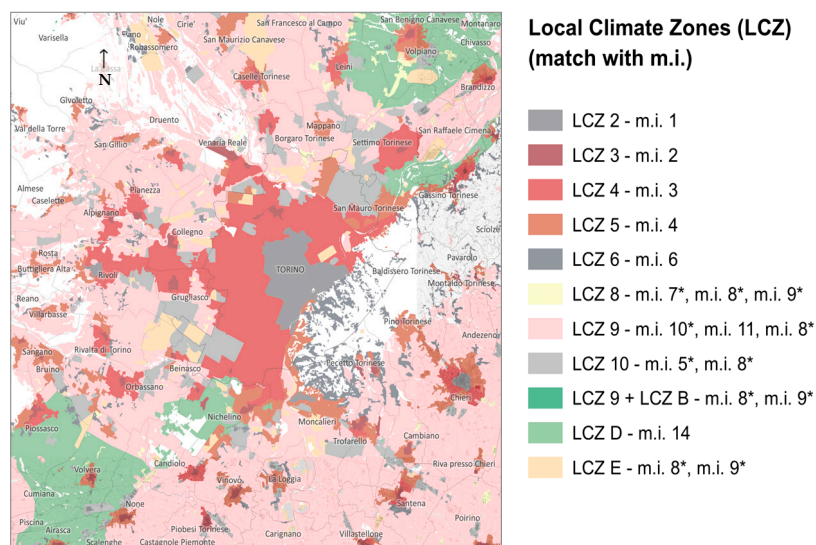 Viu'
Varisella
Nole
Cirie'
San Francesco al Campo
San Benigno Canavese
Montanaro
Fiano
San Maurizio Canavese
Chivasso
Robassomero
Volpiano
La Cassa
Caselle Torinese
Leini
Brandizzo
N
Givoletto
Druento
Mappano
San Raffaele Cimena
Val della Torre
San Gillio
Venaria Reale
Borgaro Torinese
Settimo Torinese
Almese
Pianezza
Gassino Torinese
Caselette
Alpignano
San Mauro Torinese
Sciolze
Collegno
Rosta
Pavarolo
Buttigliera Alta
Rivoli
TORINO
Baldissero Torinese
Montaldo Torinese
Reano
Grugliasco
Villarbasse
Pino Torinese
Andezeno
Sangano
Rivalta di Torino
Bruino
Beinasco
Pecetto Torinese
Orbassano
Chieri
Nichelino
Moncalieri
Piossasco
Trofarello
Cambiano
Candiolo
Riva presso Chieri
Volvera
Vinovo
La Loggia
Cumiana
None
Santena
Piscina
Poirino
Airasca
Piobesi Torinese
Carignano
Villastellone
Scalenghe
Castagnole Piemonte
Local Climate Zones (LCZ)
(match with m.i.)
LCZ 2 - m.i. 1
LCZ 3 - m.i. 2
LCZ 4 - m.i. 3
LCZ 5 - m.i. 4
LCZ 6 - m.i. 6
LCZ 8 - m.i. 7*, m.i. 8*, m.i. 9*
LCZ 9 - m.i. 10*, m.i. 11, m.i. 8*
LCZ 10 - m.i. 5*, m.i. 8*
LCZ 9 + LCZ B - m.i. 8*, m.i. 9*
LCZ D - m.i. 14
LCZ E - m.i. 8*, m.i. 9*